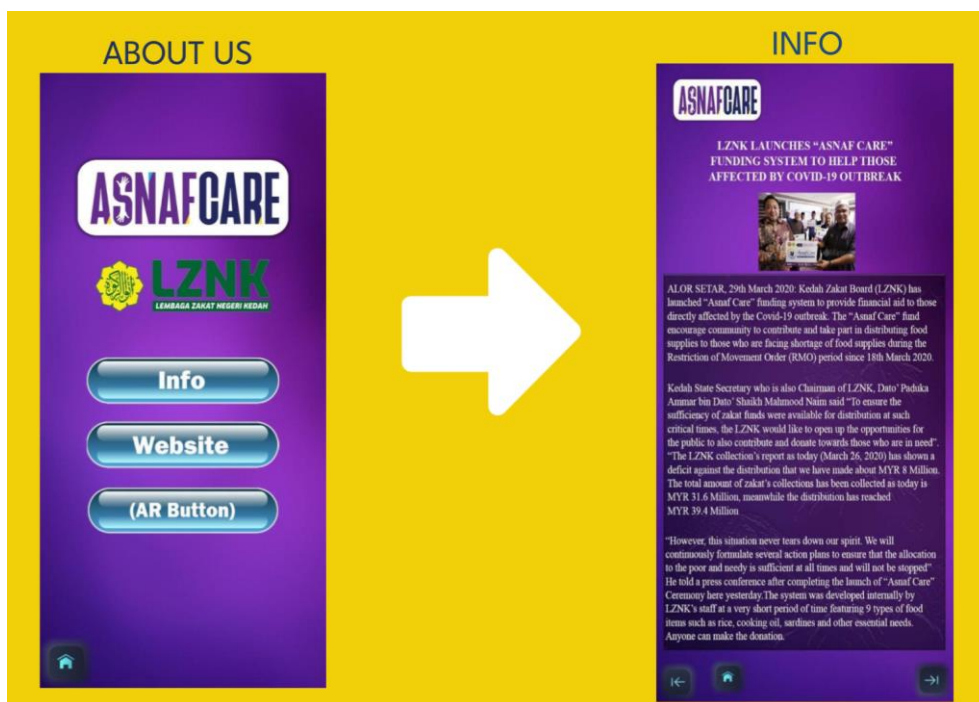 ABOUT US
ASNAFCARE
LZNK
LEMBAGA ZAKAT NEGERI KEDAH
Info
Website
(AR Button)
INFO
ASNAFCARE
LZNK LAUNCHES “ASNAF CARE”
FUNDING SYSTEM TO HELP THOSE
AFFECTED BY COVID-19 OUTBREAK
ALOR SETAR, 29th March 2020: Kedah Zakat Board (LZNK) has
launched “Asnaf Care” funding system to provide financial aid to those
directly affected by the Covid-19 outbreak. The “Asnaf Care” fund
encourage community to contribute and take part in distributing food
supplies to those who are facing shortage of food supplies during the
Restriction of Movement Order (RMO) period since 18th March 2020.
Kedah State Secretary who is also Chairman of LZNK, Dato’ Paduka
Ammar bin Dato’ Shaikh Mahmood Naim said “To ensure the
sufficiency of zakat funds were available for distribution at such
critical times, the LZNK would like to open up the opportunities for
the public to also contribute and donate towards those who are in need”.
“The LZNK collection’s report as today (March 26, 2020) has shown a
deficit against the distribution that we have made about MYR 8 Million.
The total amount of zakat’s collections has been collected as today is
MYR 31.6 Million, meanwhile the distribution has reached
MYR 39.4 Million
“However, this situation never tears down our spirit. We will
continuously formulate several action plans to ensure that the allocation
to the poor and needy is sufficient at all times and will not be stopped”
He told a press conference after completing the launch of “Asnaf Care”
Ceremony here yesterday.The system was developed internally by
LZNK’s staff at a very short period of time featuring 9 types of food
items such as rice, cooking oil, sardines and other essential needs.
Anyone can make the donation.